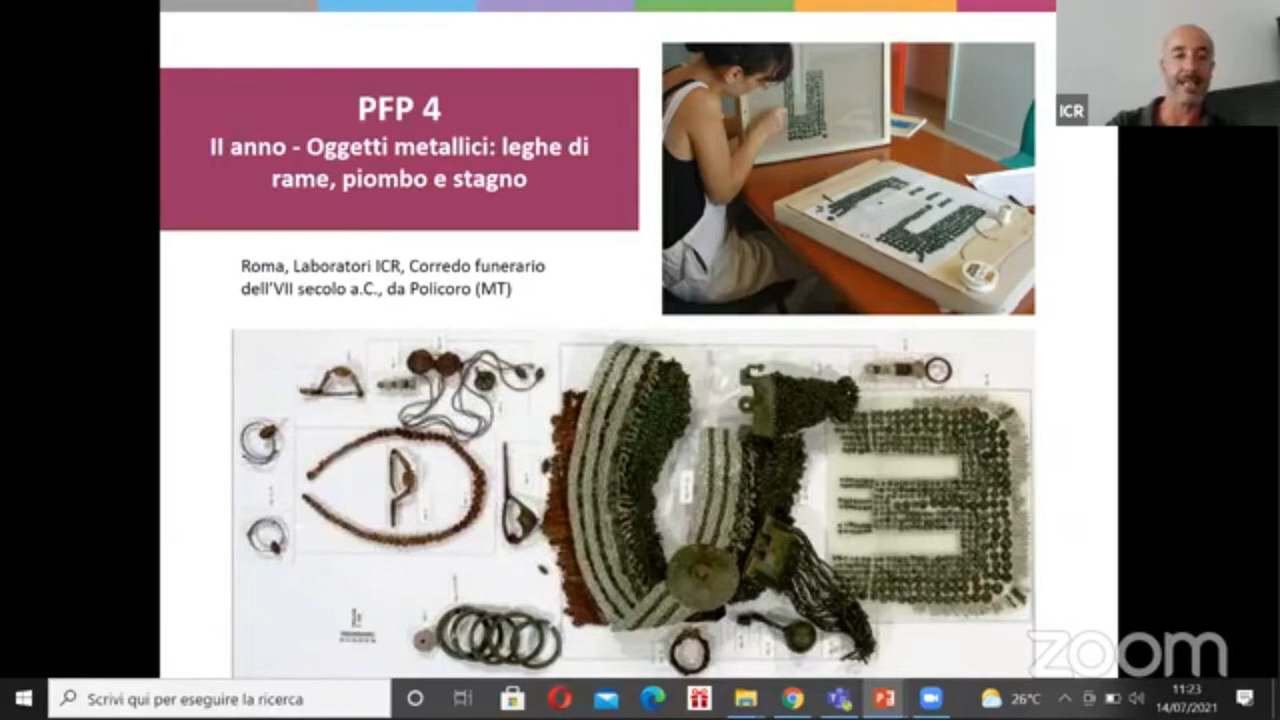 PFP 4
II anno - Oggetti metallici: leghe di
rame, piombo e stagno
ICR
Roma, Laboratori ICR, Corredo funerario
dell'VII secolo a.C., da Policoro (MT)
zoom
Scrivi qui per eseguire la ricerca
26°C
11:23
14/07/2021